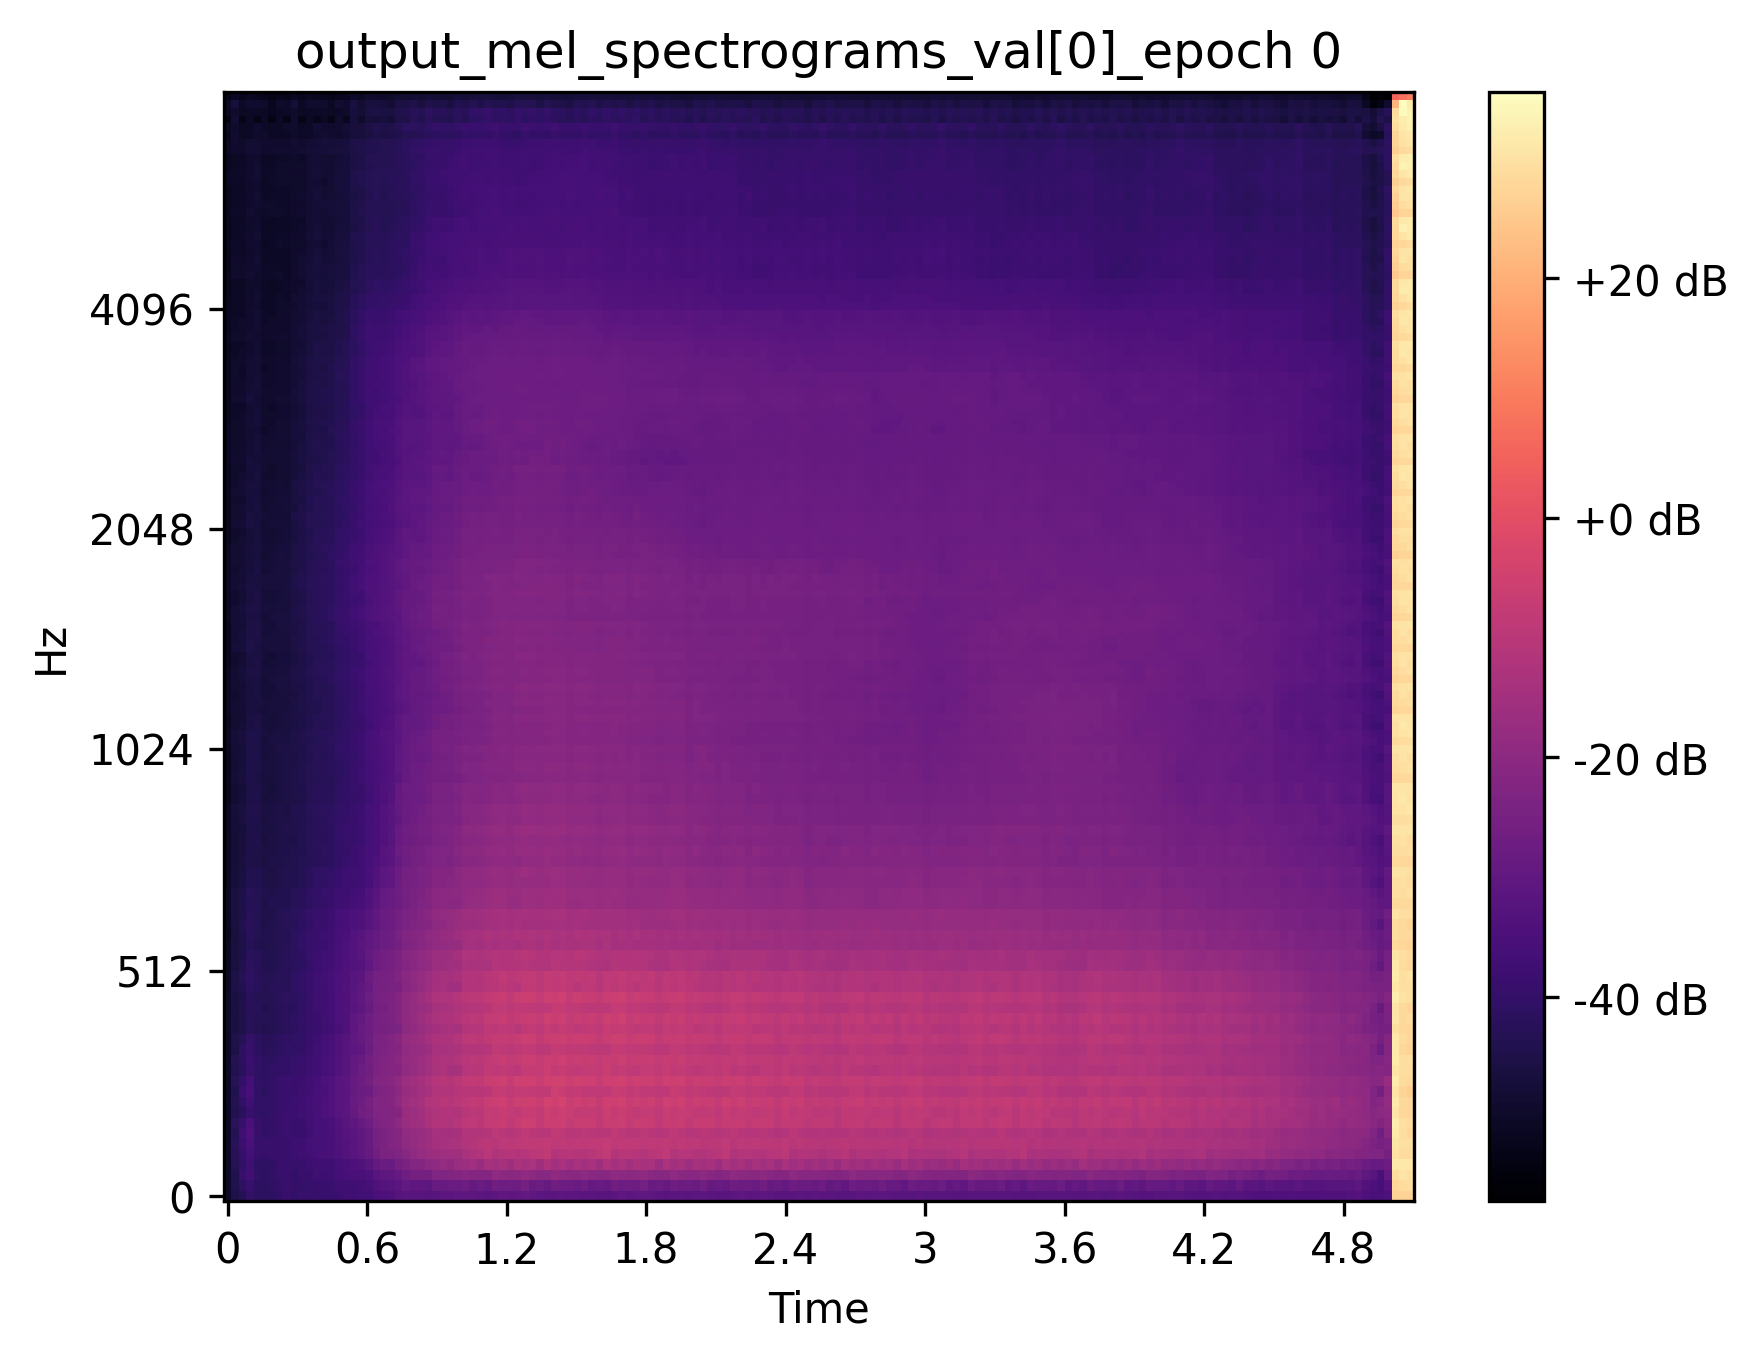 output_mel_spectrograms_val[0]_epoch 0
Hz
4096
2048
1024
512
0
0 0.6 1.2 1.8 2.4 3 3.6 4.2 4.8
Time
+20 dB
+0 dB
-20 dB
-40 dB